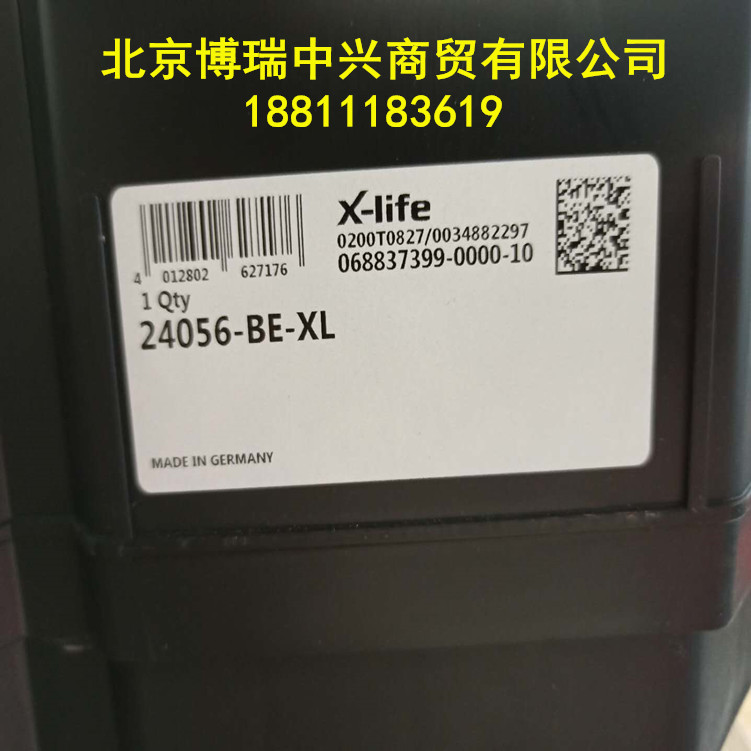 北京博瑞中兴商贸有限公司
18811183619
X-life
0200T0827/0034882297
068837399-0000-10
4 012802 627176
1 Qty
24056-BE-XL
MADE IN GERMANY